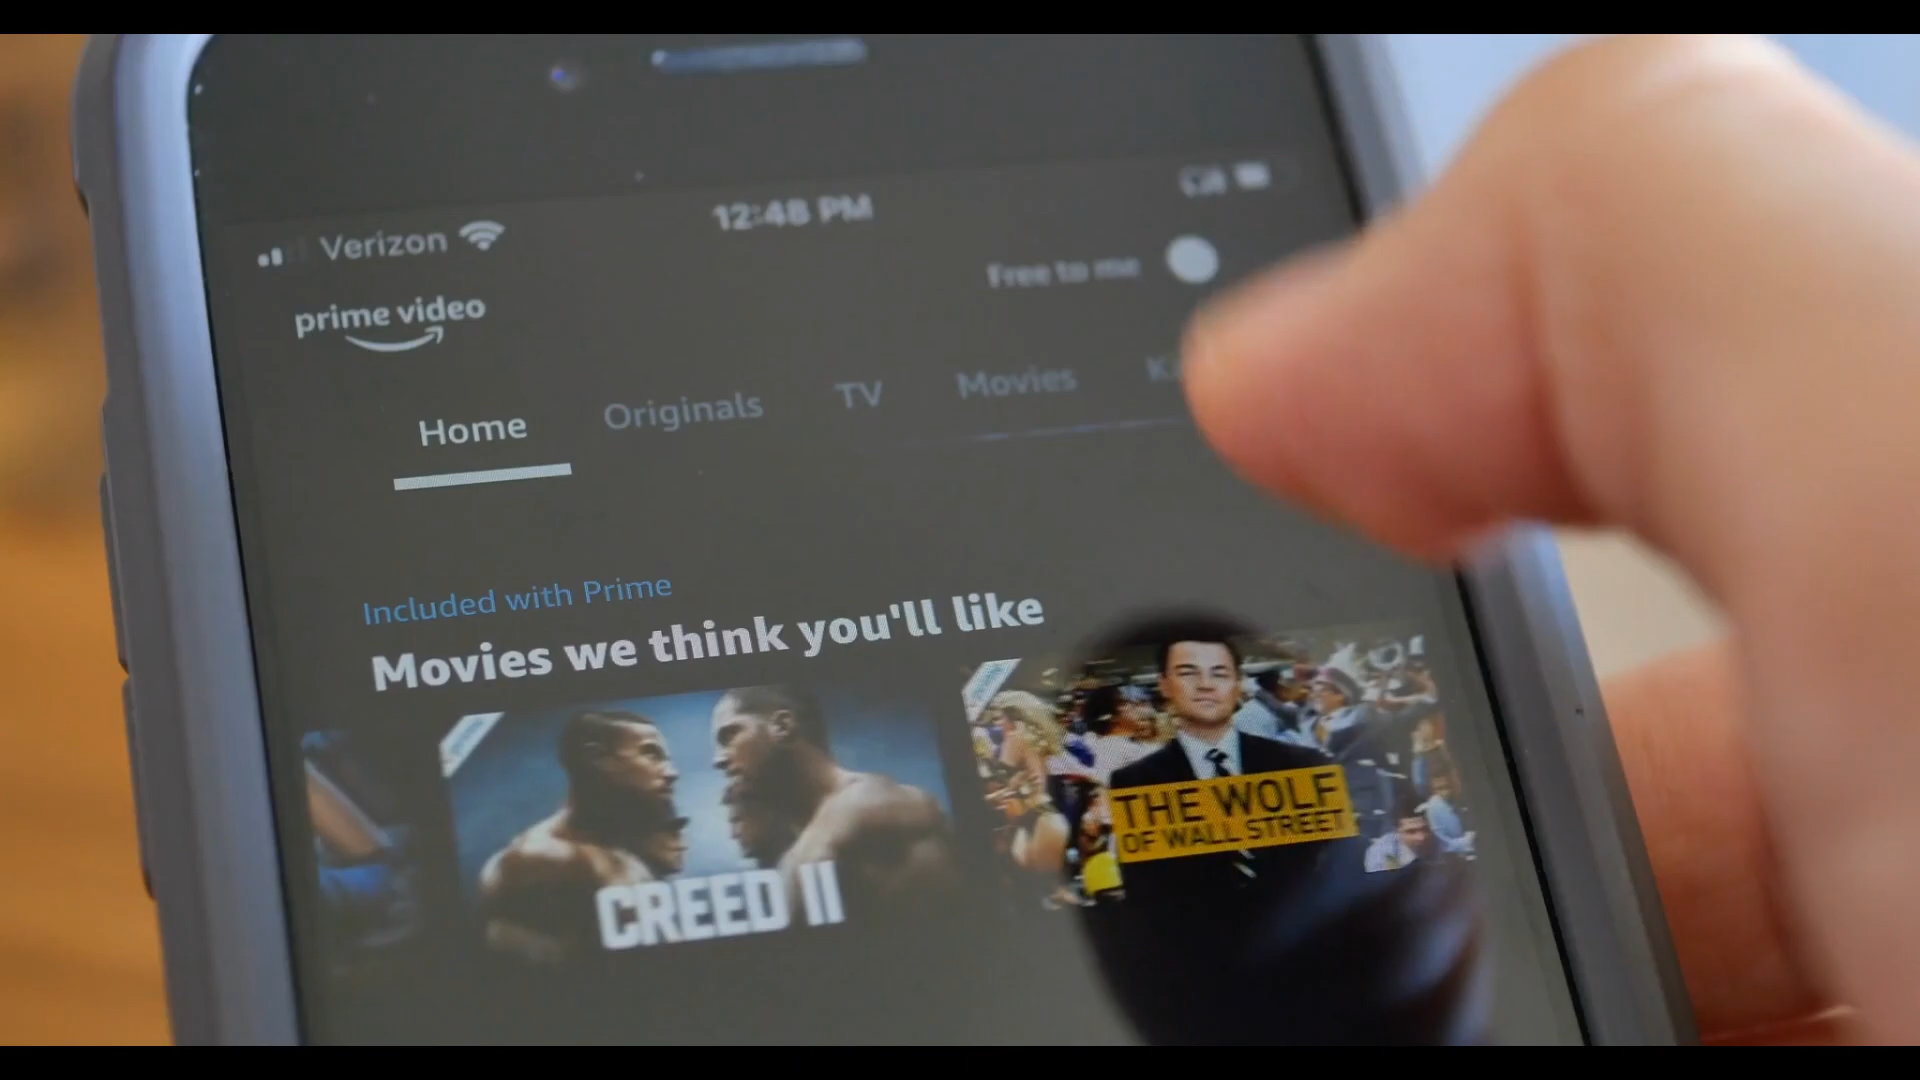 Verizon
12:48 PM
prime video
Free to me
Home
Originals
TV
Movies
Included with Prime
Movies we think you'll like
CREED II
THE WOLF
OF WALL STREET